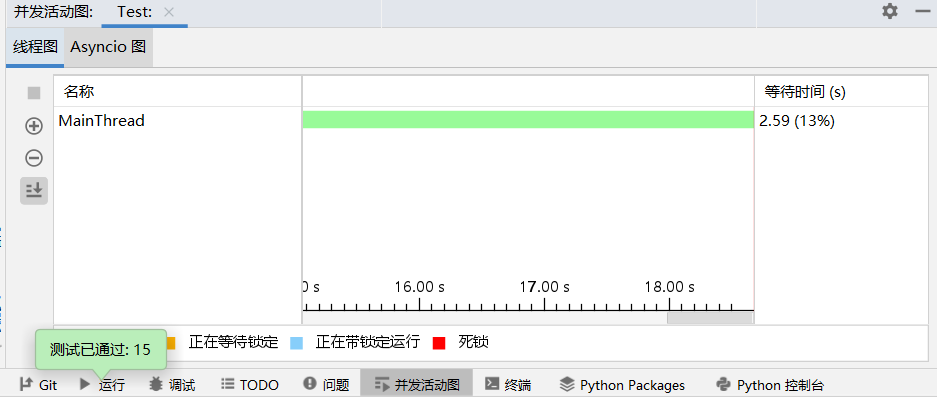 并发活动图: Test:
线程图 Asyncio 图
名称 等待时间 (s)
MainThread 2.59 (13%)
0 s 16.00 s 17.00 s 18.00 s
正在等待锁定 正在带锁定运行 死锁
测试已通过: 15
Git 运行 调试 TODO 问题 并发活动图 终端 Python Packages Python 控制台